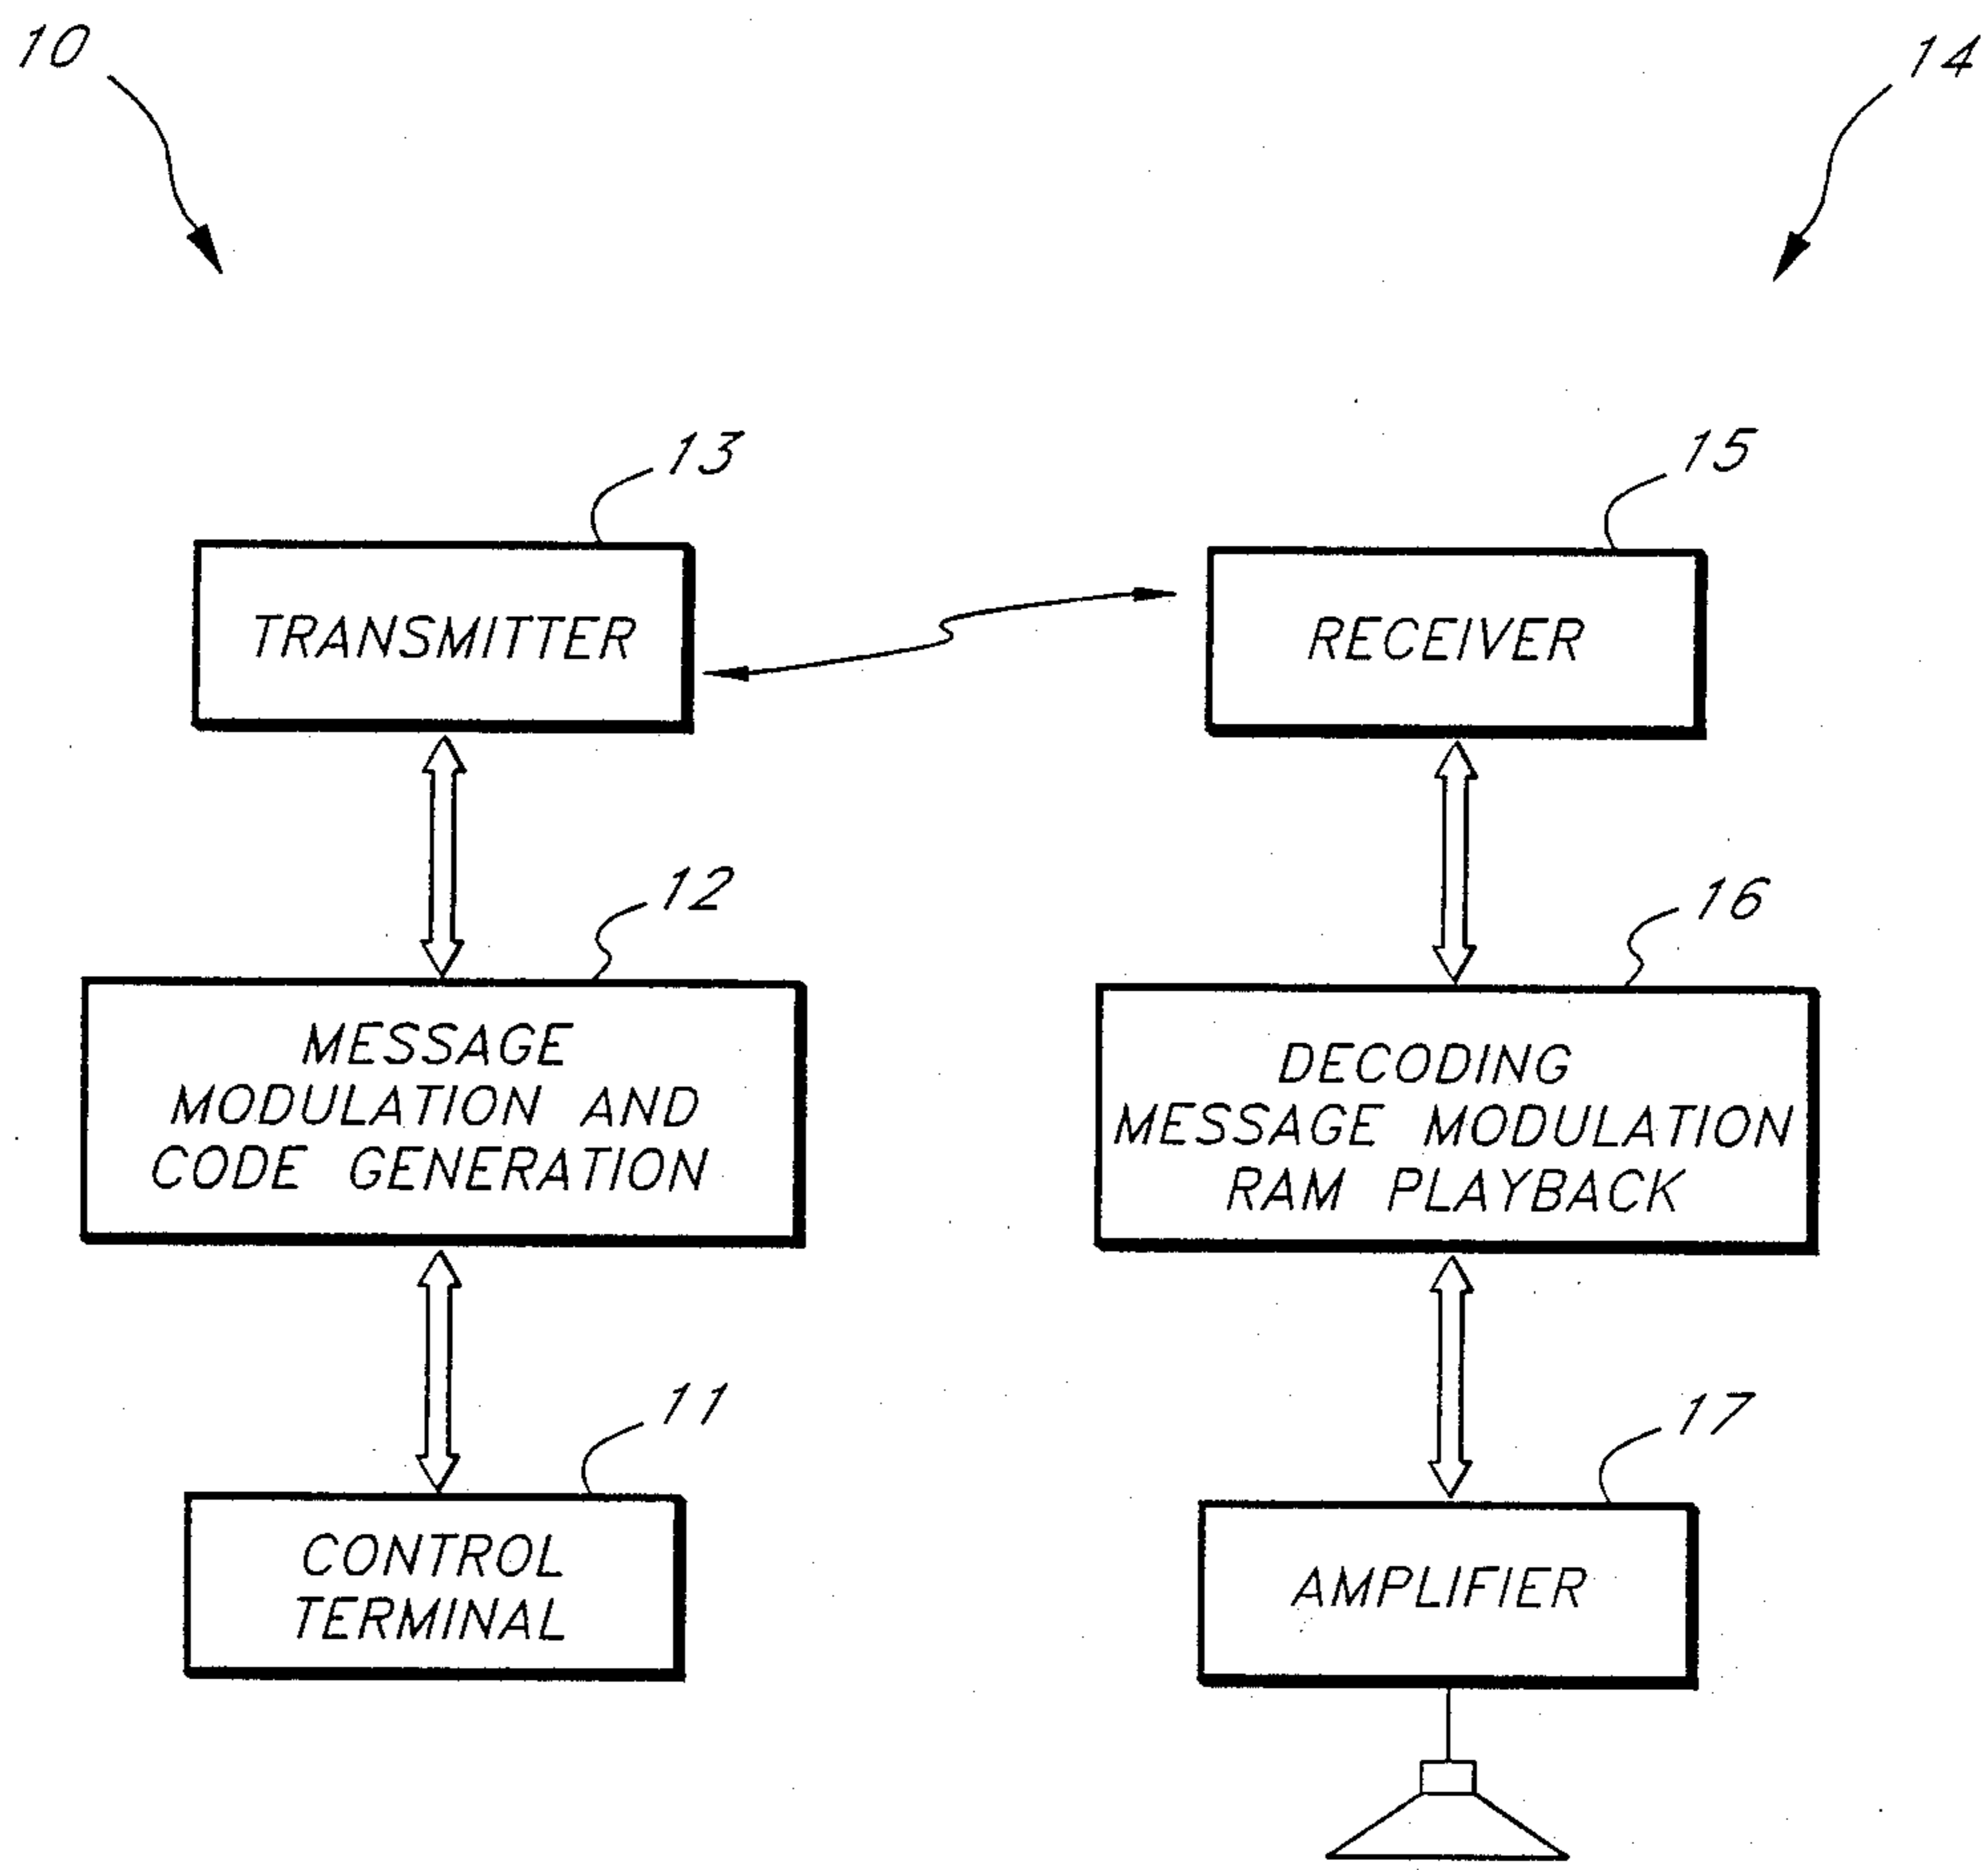 10
14
13
15
TRANSMITTER
RECEIVER
12
16
MESSAGE
MODULATION AND
CODE GENERATION
DECODING
MESSAGE MODULATION
RAM PLAYBACK
11
17
CONTROL
TERMINAL
AMPLIFIER